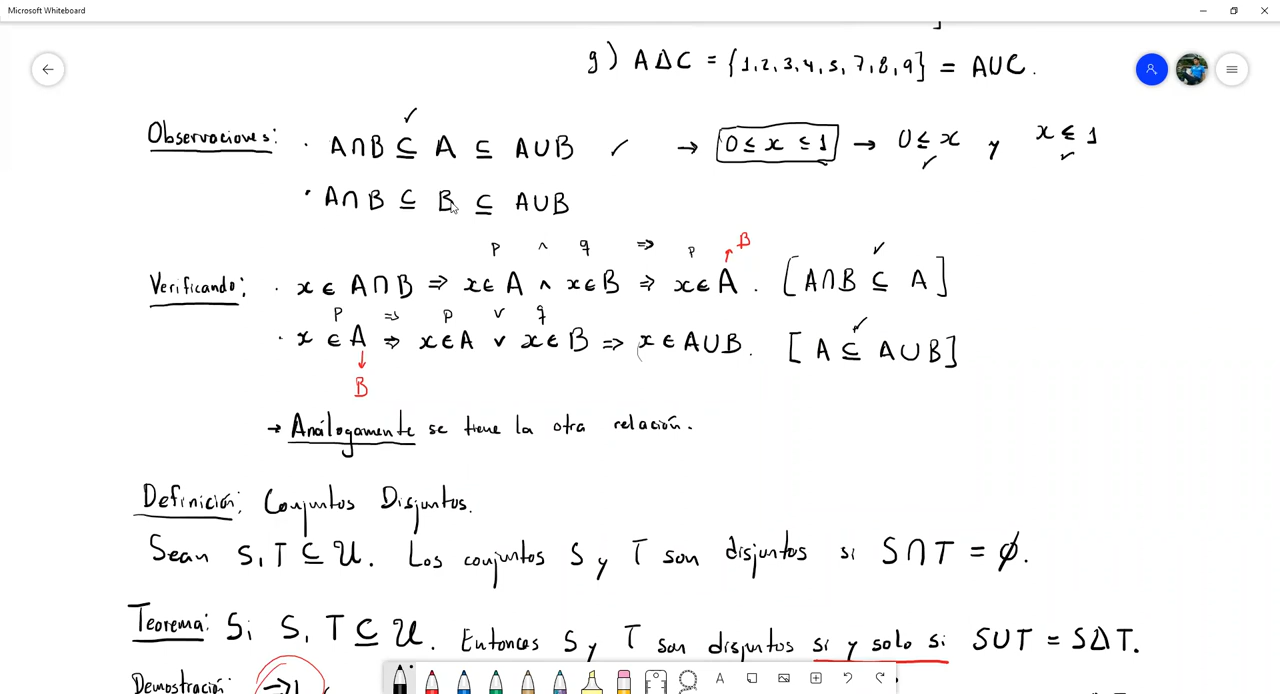 Microsoft Whiteboard
g) A Δ C = {1,2,3,4,5,7,8,9} = A∪C.
Observaciones: · A∩B ⊆ A ⊆ A∪B ✓ → 0 ≤ x ≤ 1 → 0 ≤ x y x ≤ 1
· A∩B ⊆ B ⊆ A∪B
p ∧ q ⇒ p B
Verificando: · x ∈ A∩B ⇒ x ∈ A ∧ x ∈ B ⇒ x ∈ A. [A∩B ⊆ A]
p ⇒ p ∨ q
· x ∈ A ⇒ x ∈ A ∨ x ∈ B ⇒ x ∈ A∪B. [A ⊆ A∪B]
B
→ Análogamente se tiene la otra relación.
Definición: Conjuntos Disjuntos.
Sean S, T ⊆ U. Los conjuntos S y T son disjuntos si S∩T = ∅.
Teorema: Si S, T ⊆ U. Entonces S y T son disjuntos si y solo si S∪T = SΔT.
Demostración: